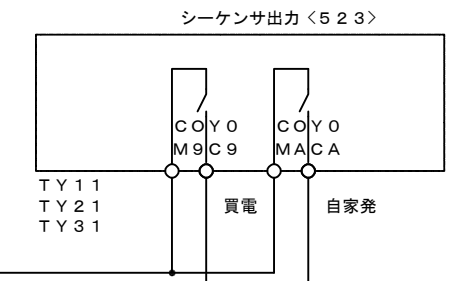 シーケンサ出力＜５２３＞
ＣＯＹ０ ＣＯＹ０
Ｍ９Ｃ９ ＭＡＣＡ
ＴＹ１１
ＴＹ２１ 買電 自家発
ＴＹ３１